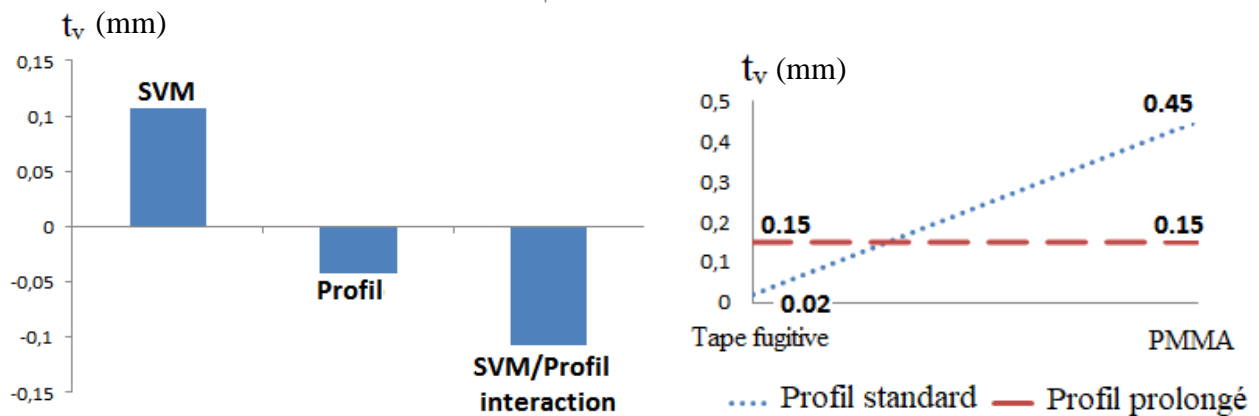 t_v (mm)
0,15
0,1
0,05
0
-0,05
-0,1
-0,15
SVM
Profil
SVM/Profil
interaction
t_v (mm)
0,5
0,4
0,3
0,2
0,1
0
0.45
0.15
0.15
0.02
Tape fugitive
PMMA
Profil standard
Profil prolongé